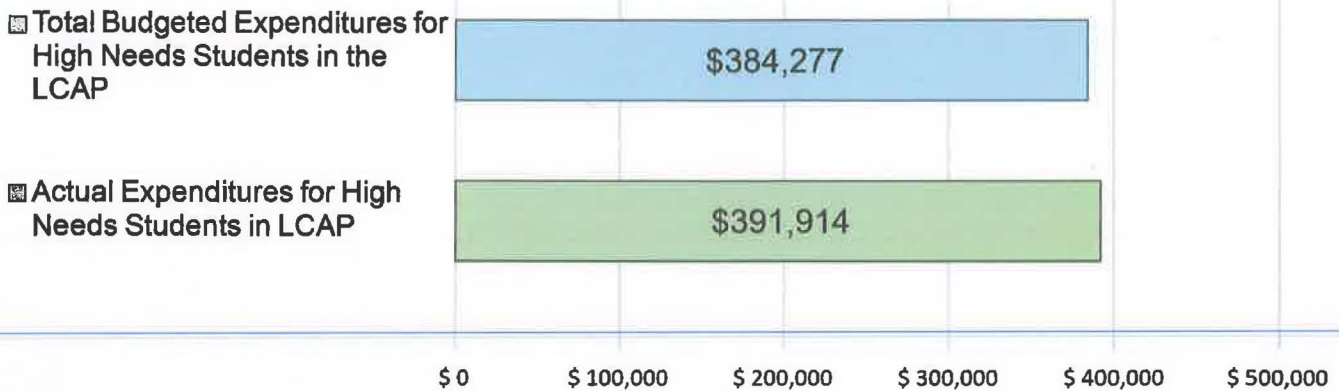 Total Budgeted Expenditures for
High Needs Students in the
LCAP
$384,277
Actual Expenditures for High
Needs Students in LCAP
$391,914
$ 0 $ 100,000 $ 200,000 $ 300,000 $ 400,000 $ 500,000